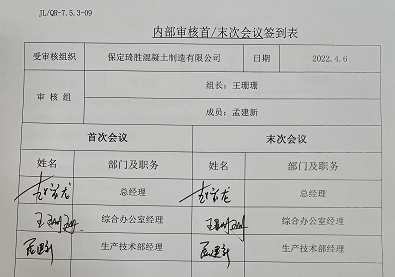 JL/QR-7.5.3-09
内部审核首/末次会议签到表
受审核组织 保定琦胜混凝土制造有限公司 日期 2022.4.6
审核组 组长：王珊珊
成员：孟建新
首次会议 末次会议
姓名 部门及职务 姓名 部门及职务
总经理 总经理
王珊珊 综合办公室经理 王珊珊 综合办公室经理
孟建新 生产技术部经理 孟建新 生产技术部经理